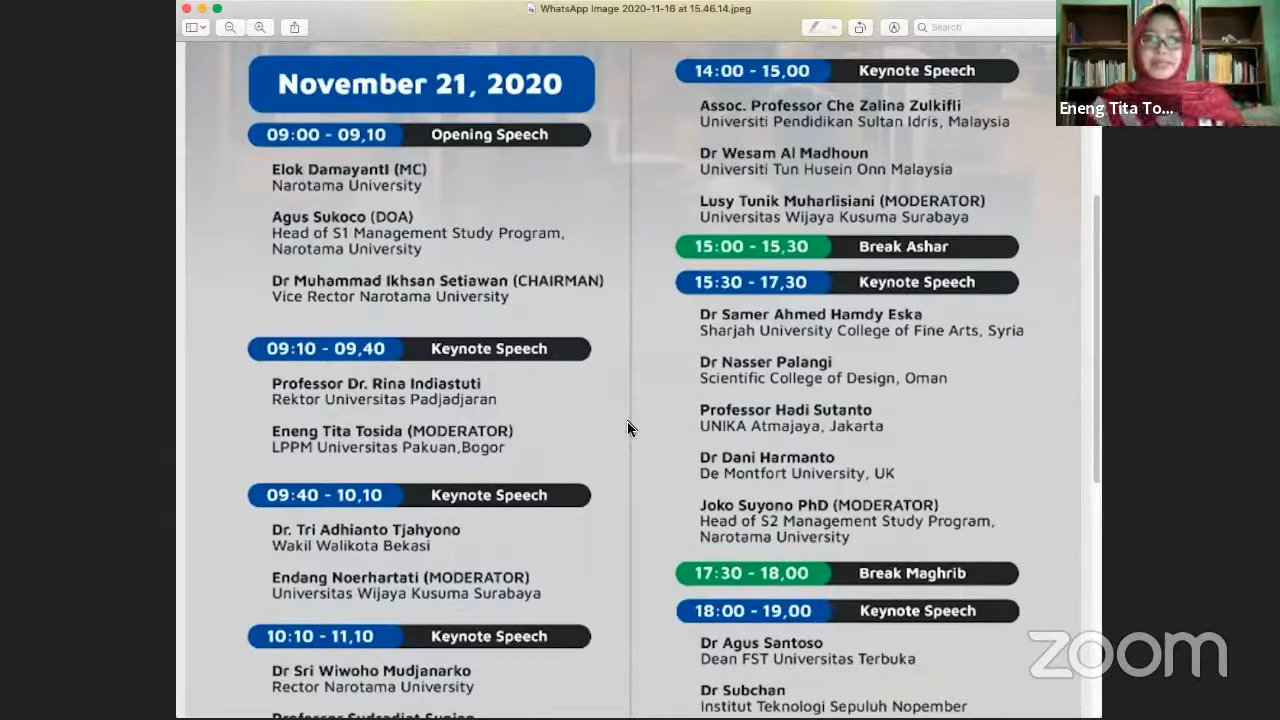 WhatsApp Image 2020-11-16 at 15.46.14.jpeg
Search
Eneng Tita To...
November 21, 2020
09:00 - 09,10 Opening Speech
Elok Damayanti (MC)
Narotama University
Agus Sukoco (DOA)
Head of S1 Management Study Program,
Narotama University
Dr Muhammad Ikhsan Setiawan (CHAIRMAN)
Vice Rector Narotama University
09:10 - 09,40 Keynote Speech
Professor Dr. Rina Indiastuti
Rektor Universitas Padjadjaran
Eneng Tita Tosida (MODERATOR)
LPPM Universitas Pakuan,Bogor
09:40 - 10,10 Keynote Speech
Dr. Tri Adhianto Tjahyono
Wakil Walikota Bekasi
Endang Noerhartati (MODERATOR)
Universitas Wijaya Kusuma Surabaya
10:10 - 11,10 Keynote Speech
Dr Sri Wiwoho Mudjanarko
Rector Narotama University
14:00 - 15,00 Keynote Speech
Assoc. Professor Che Zalina Zulkifli
Universiti Pendidikan Sultan Idris, Malaysia
Dr Wesam Al Madhoun
Universiti Tun Husein Onn Malaysia
Lusy Tunik Muharlisiani (MODERATOR)
Universitas Wijaya Kusuma Surabaya
15:00 - 15,30 Break Ashar
15:30 - 17,30 Keynote Speech
Dr Samer Ahmed Hamdy Eska
Sharjah University College of Fine Arts, Syria
Dr Nasser Palangi
Scientific College of Design, Oman
Professor Hadi Sutanto
UNIKA Atmajaya, Jakarta
Dr Dani Harmanto
De Montfort University, UK
Joko Suyono PhD (MODERATOR)
Head of S2 Management Study Program,
Narotama University
17:30 - 18,00 Break Maghrib
18:00 - 19,00 Keynote Speech
Dr Agus Santoso
Dean FST Universitas Terbuka
Dr Subchan
Institut Teknologi Sepuluh Nopember
zoom